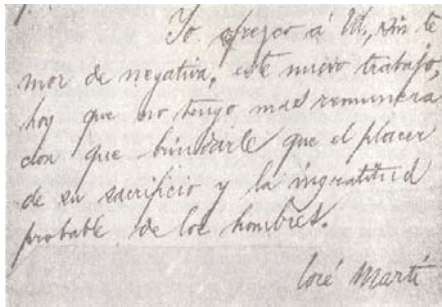 Yo ofrezco á Ud, sin te
mor de negativa, este nuevo trabajo,
hoy que no tengo mas remunera
cion que brindarle que el placer
de su sacrificio y la ingratitud
probable de los hombres.
José Martí